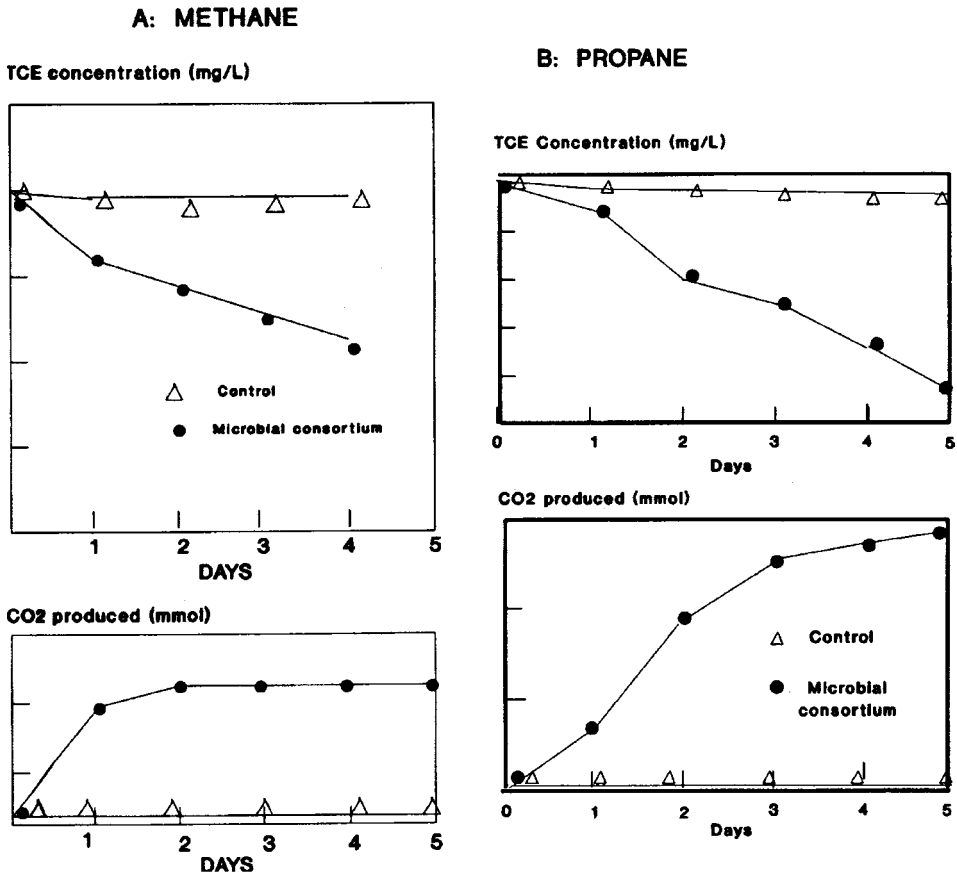 A: METHANE
TCE concentration (mg/L)
Control
Microbial consortium
1 2 3 4 5
DAYS
CO2 produced (mmol)
1 2 3 4 5
DAYS
B: PROPANE
TCE Concentration (mg/L)
0 1 2 3 4 5
Days
CO2 produced (mmol)
Control
Microbial
consortium
0 1 2 3 4 5
Days